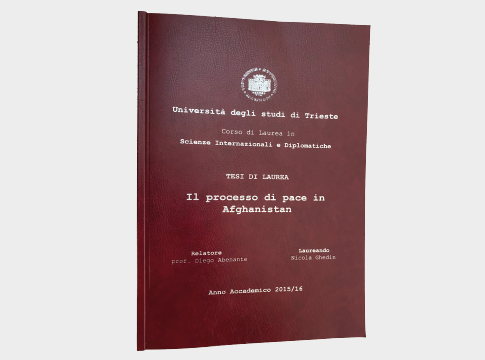 Università degli studi di Trieste
Corso di Laurea in
Scienze Internazionali e Diplomatiche
TESI DI LAUREA
Il processo di pace in
Afghanistan
Relatore
prof. Diego Abenante
Laureando
Nicola Ghedin
Anno Accademico 2015/16